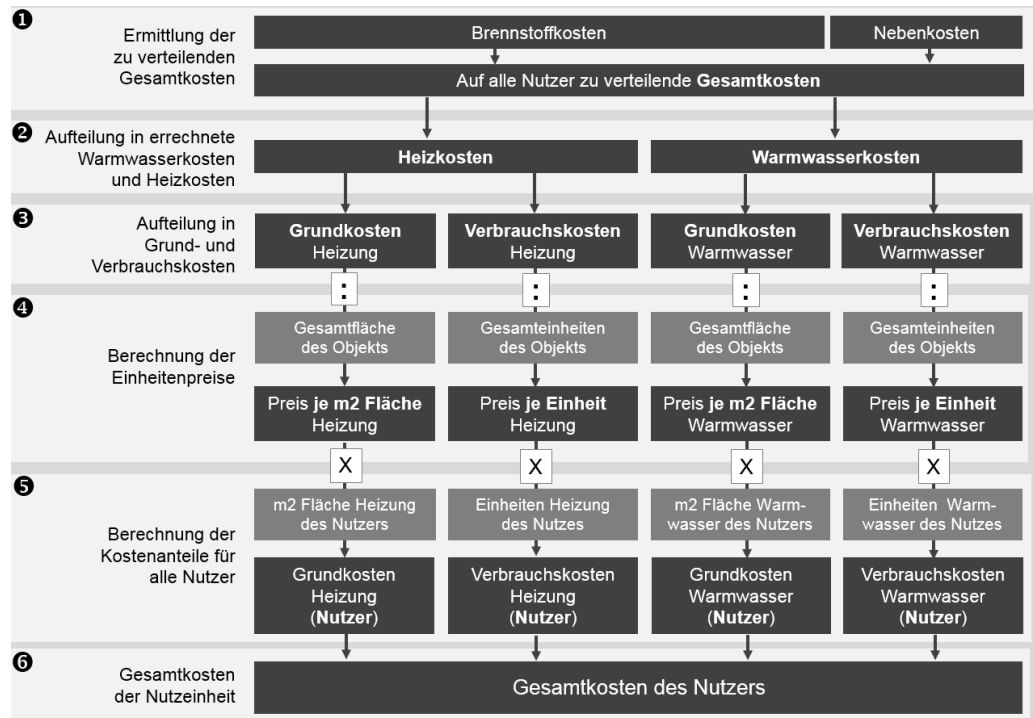 ❶
Ermittlung der
zu verteilenden
Gesamtkosten
Brennstoffkosten
Nebenkosten
Auf alle Nutzer zu verteilende Gesamtkosten
❷
Aufteilung in errechnete
Warmwasserkosten
und Heizkosten
Heizkosten
Warmwasserkosten
❸
Aufteilung in
Grund- und
Verbrauchskosten
Grundkosten
Heizung
Verbrauchskosten
Heizung
Grundkosten
Warmwasser
Verbrauchskosten
Warmwasser
:
:
:
:
❹
Berechnung der
Einheitenpreise
Gesamtfläche
des Objekts
Gesamteinheiten
des Objekts
Gesamtfläche
des Objekts
Gesamteinheiten
des Objekts
Preis je m2 Fläche
Heizung
Preis je Einheit
Heizung
Preis je m2 Fläche
Warmwasser
Preis je Einheit
Warmwasser
X
X
X
X
❺
Berechnung der
Kostenanteile für
alle Nutzer
m2 Fläche Heizung
des Nutzers
Einheiten Heizung
des Nutzes
m2 Fläche Warm-
wasser des Nutzers
Einheiten Warm-
wasser des Nutzes
Grundkosten
Heizung
(Nutzer)
Verbrauchskosten
Heizung
(Nutzer)
Grundkosten
Warmwasser
(Nutzer)
Verbrauchskosten
Warmwasser
(Nutzer)
❻
Gesamtkosten
der Nutzeinheit
Gesamtkosten des Nutzers